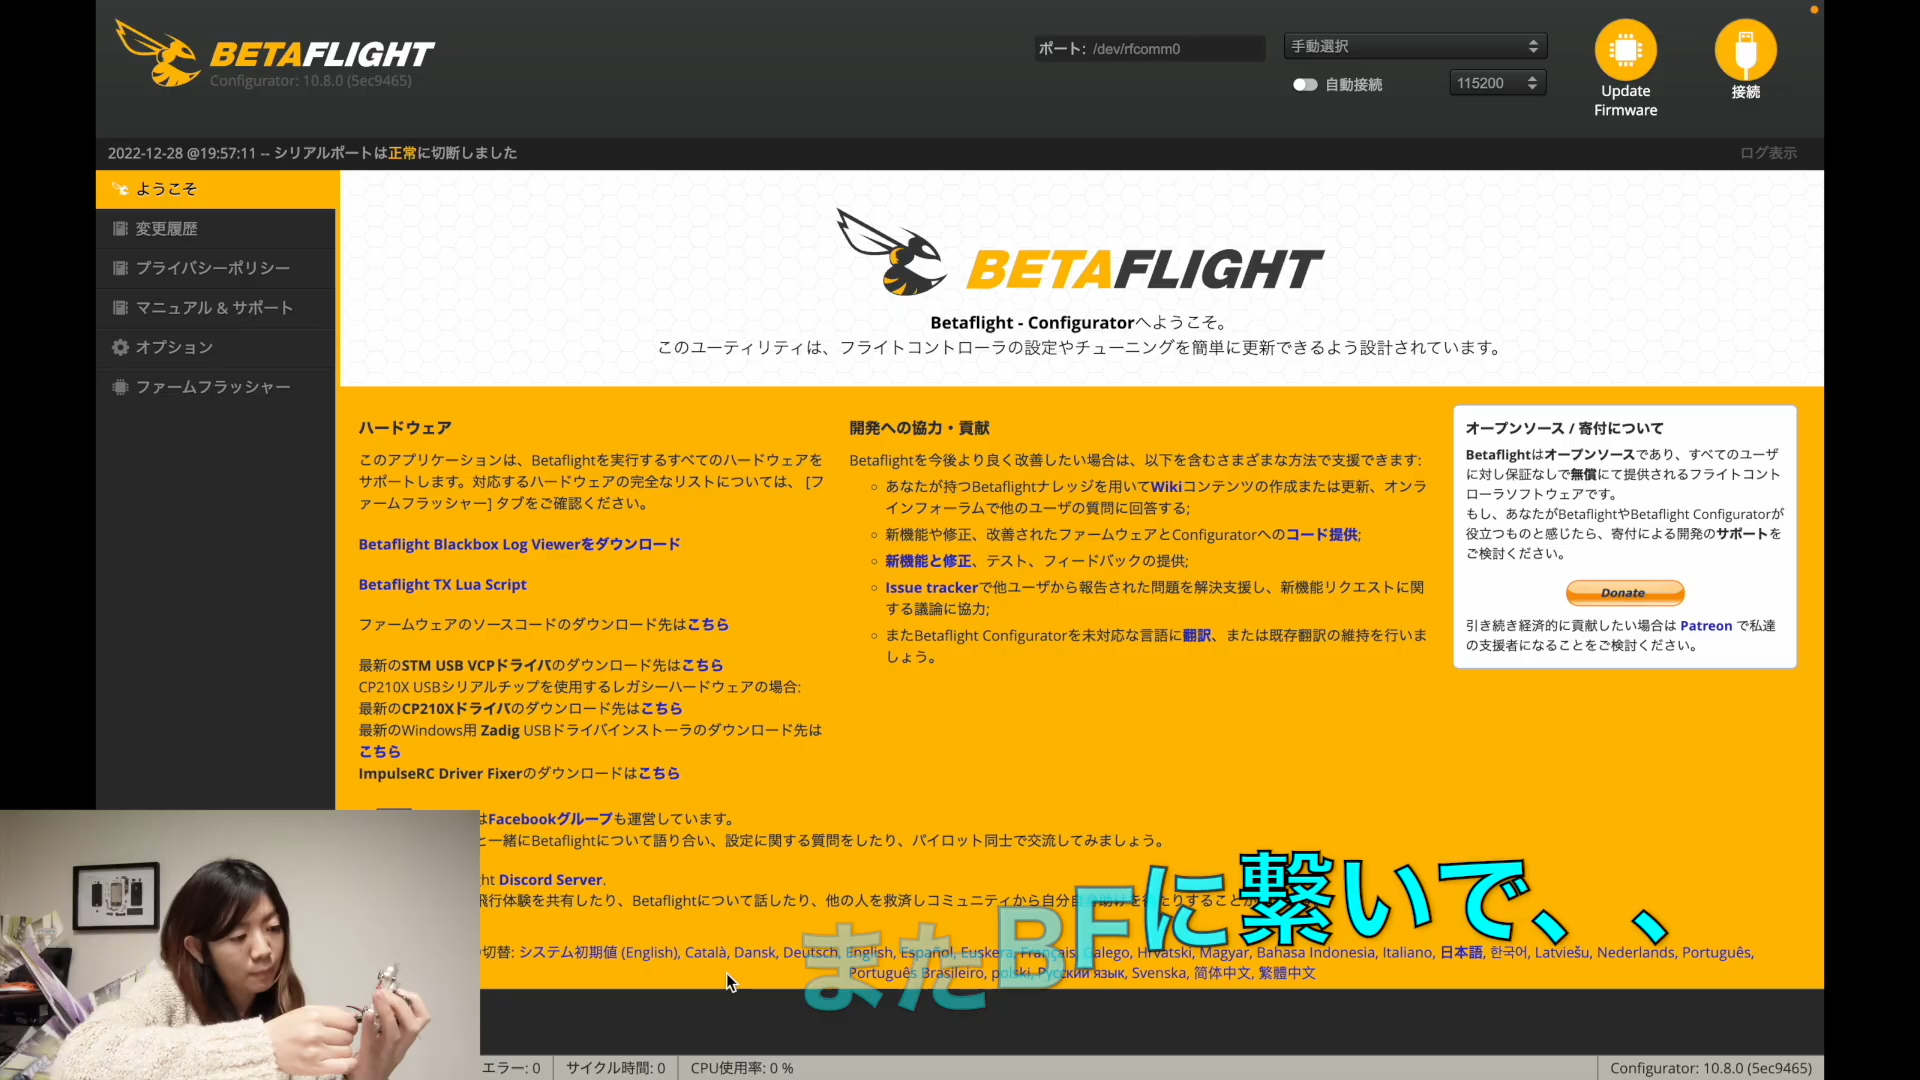 BETAFLIGHT
Configurator: 10.8.0 (5ec9465)
ポート: /dev/rfcomm0
手動選択
自動接続
115200
Update
Firmware
接続
2022-12-28 @19:57:11 -- シリアルポートは正常に切断しました
ログ表示
ようこそ
変更履歴
プライバシーポリシー
マニュアル & サポート
オプション
ファームフラッシャー
BETAFLIGHT
Betaflight - Configuratorへようこそ。
このユーティリティは、フライトコントローラの設定やチューニングを簡単に更新できるよう設計されています。
ハードウェア
このアプリケーションは、Betaflightを実行するすべてのハードウェアを
サポートします。対応するハードウェアの完全なリストについては、 [フ
ァームフラッシャー] タブをご確認ください。
Betaflight Blackbox Log Viewerをダウンロード
Betaflight TX Lua Script
ファームウェアのソースコードのダウンロード先はこちら
最新のSTM USB VCPドライバのダウンロード先はこちら
CP210X USBシリアルチップを使用するレガシーハードウェアの場合:
最新のCP210Xドライバのダウンロード先はこちら
最新のWindows用 Zadig USBドライバインストーラのダウンロード先は
こちら
ImpulseRC Driver Fixerのダウンロードはこちら
開発への協力・貢献
Betaflightを今後より良く改善したい場合は、以下を含むさまざまな方法で支援できます:
あなたが持つBetaflightナレッジを用いてWikiコンテンツの作成または更新、オンラ
インフォーラムで他のユーザの質問に回答する;
新機能や修正、改善されたファームウェアとConfiguratorへのコード提供;
新機能と修正、テスト、フィードバックの提供;
Issue trackerで他ユーザから報告された問題を解決支援し、新機能リクエストに関
する議論に協力;
またBetaflight Configuratorを未対応な言語に翻訳、または既存翻訳の維持を行いま
しょう。
オープンソース / 寄付について
Betaflightはオープンソースであり、すべてのユーザ
に対し保証なしで無償にて提供されるフライトコント
ローラソフトウェアです。
もし、あなたがBetaflightやBetaflight Configuratorが
役立つものと感じたら、寄付による開発のサポートを
ご検討ください。
Donate
引き続き経済的に貢献したい場合は Patreon で私達
の支援者になることをご検討ください。
はFacebookグループも運営しています。
と一緒にBetaflightについて語り合い、設定に関する質問をしたり、パイロット同士で交流してみましょう。
ht Discord Server.
飛行体験を共有したり、Betaflightについて話したり、他の人を救済しコミュニティから自分
切替: システム初期値 (English), Català, Dansk, Deutsch, English, Español, Euskera, Français, Galego, Hrvatski, Magyar, Bahasa Indonesia, Italiano, 日本語, 한국어, Latviešu, Nederlands, Português,
Português Brasileiro, polski, Русский язык, Svenska, 简体中文, 繁體中文
またBFに繋いで、、
エラー: 0
サイクル時間: 0
CPU使用率: 0 %
Configurator: 10.8.0 (5ec9465)